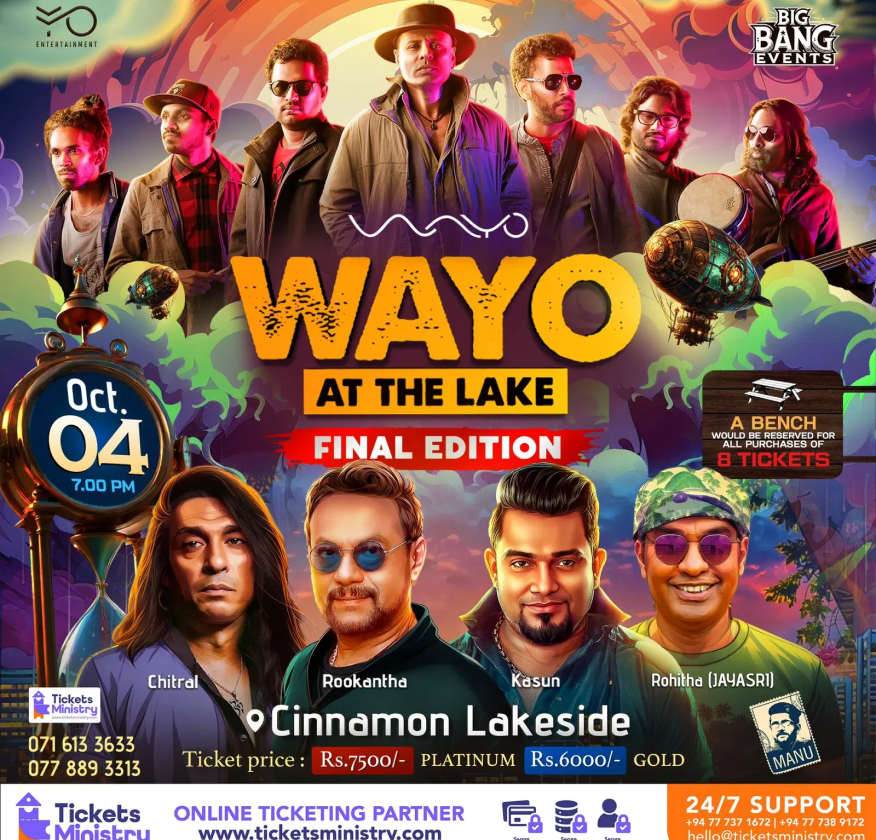 YO
ENTERTAINMENT
BIG
BANG
EVENTS
WAYO
WAYO
AT THE LAKE
FINAL EDITION
Oct.
04
7.00 PM
A BENCH
WOULD BE RESERVED FOR
ALL PURCHASES OF
8 TICKETS
Chitral
Rookantha
Kasun
Rohitha (JAYASRI)
Tickets
Ministry
Cinnamon Lakeside
071 613 3633
077 889 3313
Ticket price : Rs.7500/- PLATINUM Rs.6000/- GOLD
MANU
Tickets
Ministry
ONLINE TICKETING PARTNER
www.ticketsministry.com
24/7 SUPPORT
+94 77 737 1672 | +94 77 738 9172
hello@ticketsministry.com